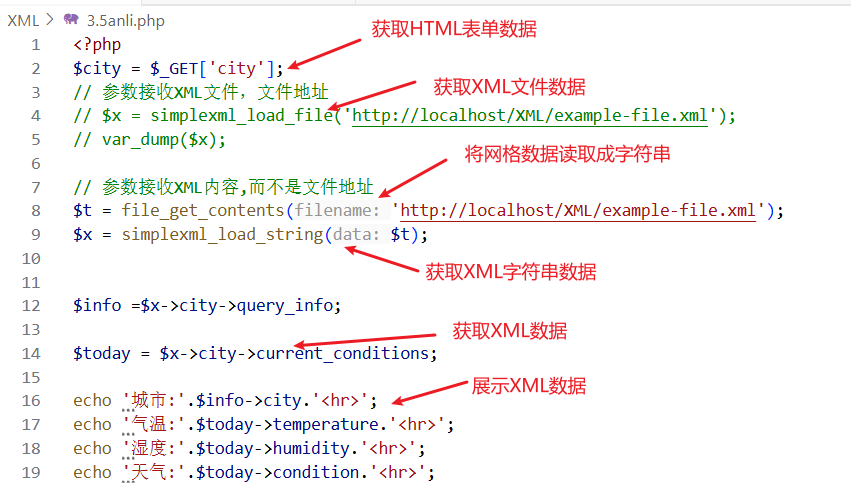 XML > 3.5anli.php
获取HTML表单数据
1 <?php
2 $city = $_GET['city'];
3 // 参数接收XML文件，文件地址
获取XML文件数据
4 // $x = simplexml_load_file('http://localhost/XML/example-file.xml');
5 // var_dump($x);
6
将网格数据读取成字符串
7 // 参数接收XML内容,而不是文件地址
8 $t = file_get_contents(filename: 'http://localhost/XML/example-file.xml');
9 $x = simplexml_load_string(data: $t);
10
获取XML字符串数据
11
12 $info =$x->city->query_info;
13
获取XML数据
14 $today = $x->city->current_conditions;
15
展示XML数据
16 echo '城市:'.$info->city.'<hr>';
17 echo '气温:'.$today->temperature.'<hr>';
18 echo '湿度:'.$today->humidity.'<hr>';
19 echo '天气:'.$today->condition.'<hr>';